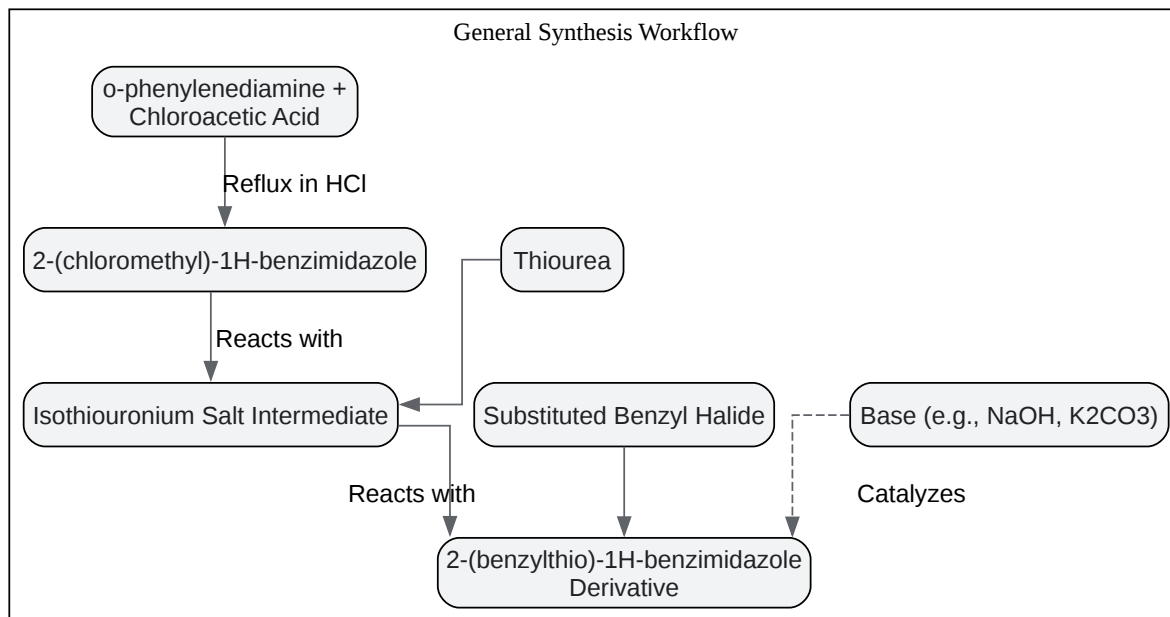 General Synthesis Workflow
o-phenylenediamine +
Chloroacetic Acid
Reflux in HCl
2-(chloromethyl)-1H-benzimidazole
Thiourea
Reacts with
Isothiouronium Salt Intermediate
Substituted Benzyl Halide
Base (e.g., NaOH, K2CO3)
Reacts with
Catalyzes
2-(benzylthio)-1H-benzimidazole
Derivative